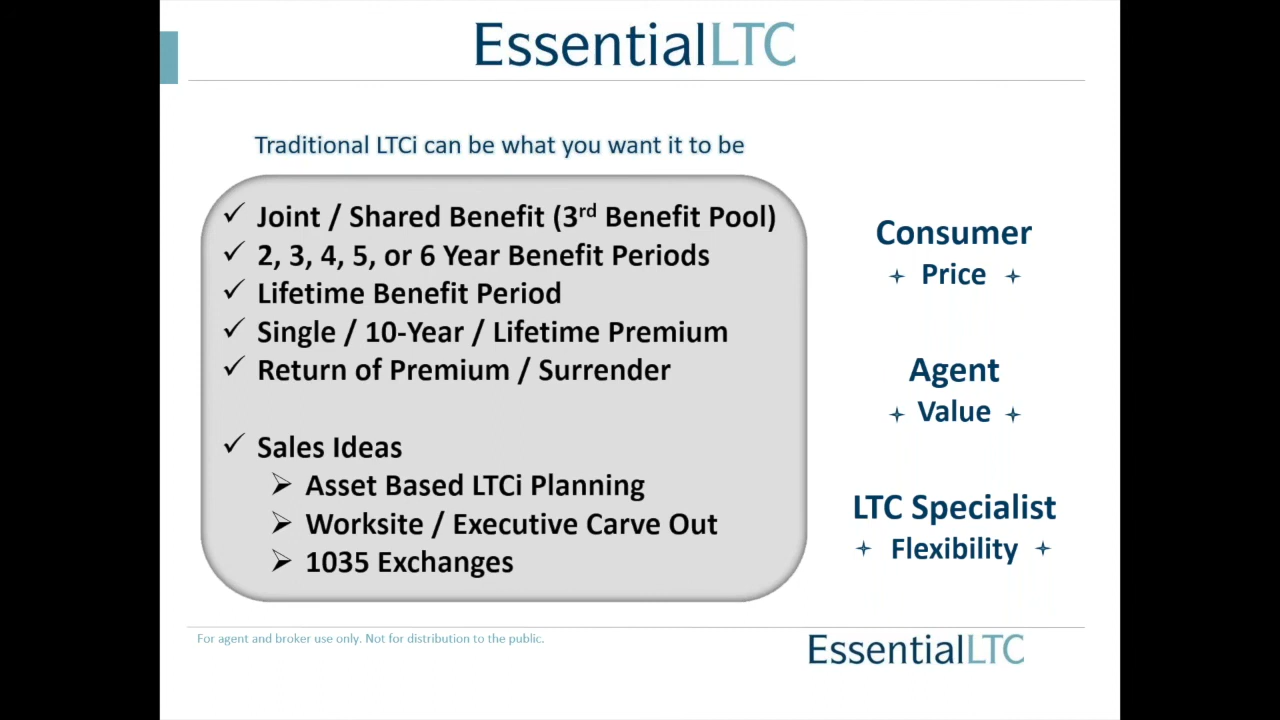 EssentialLTC
Traditional LTCi can be what you want it to be
✓ Joint / Shared Benefit (3rd Benefit Pool)
✓ 2, 3, 4, 5, or 6 Year Benefit Periods
✓ Lifetime Benefit Period
✓ Single / 10-Year / Lifetime Premium
✓ Return of Premium / Surrender
✓ Sales Ideas
➢ Asset Based LTCi Planning
➢ Worksite / Executive Carve Out
➢ 1035 Exchanges
Consumer
Price
Agent
Value
LTC Specialist
Flexibility
For agent and broker use only. Not for distribution to the public.
EssentialLTC